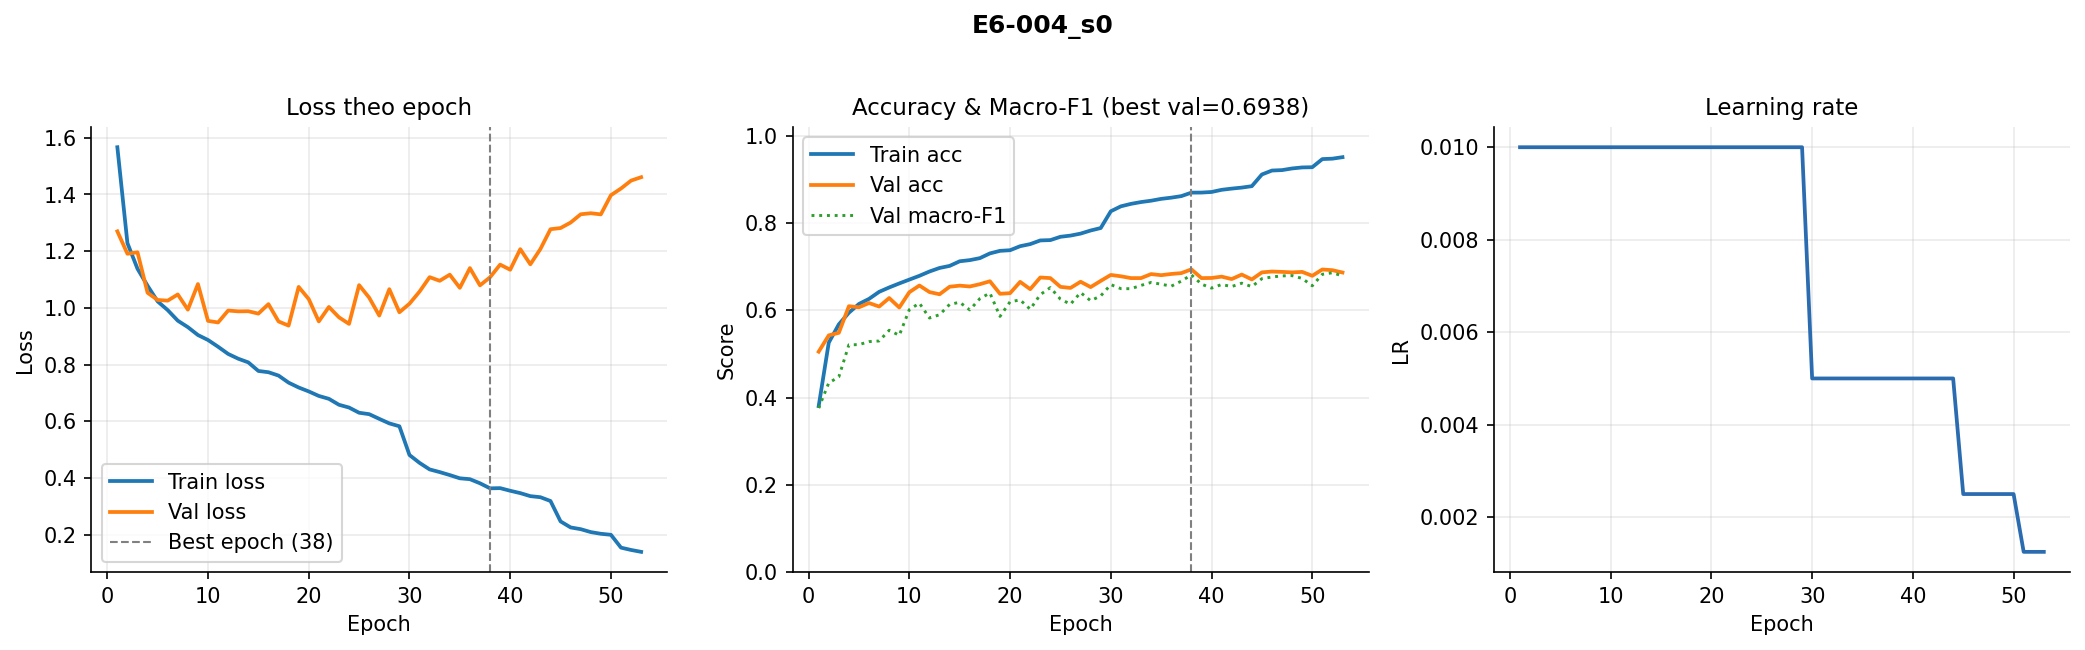 E6-004_s0
Loss theo epoch
Loss
1.6
1.4
1.2
1.0
0.8
0.6
0.4
0.2
Train loss
Val loss
Best epoch (38)
0 10 20 30 40 50
Epoch
Accuracy & Macro-F1 (best val=0.6938)
Score
1.0
0.8
0.6
0.4
0.2
0.0
Train acc
Val acc
Val macro-F1
0 10 20 30 40 50
Epoch
Learning rate
LR
0.010
0.008
0.006
0.004
0.002
0 10 20 30 40 50
Epoch